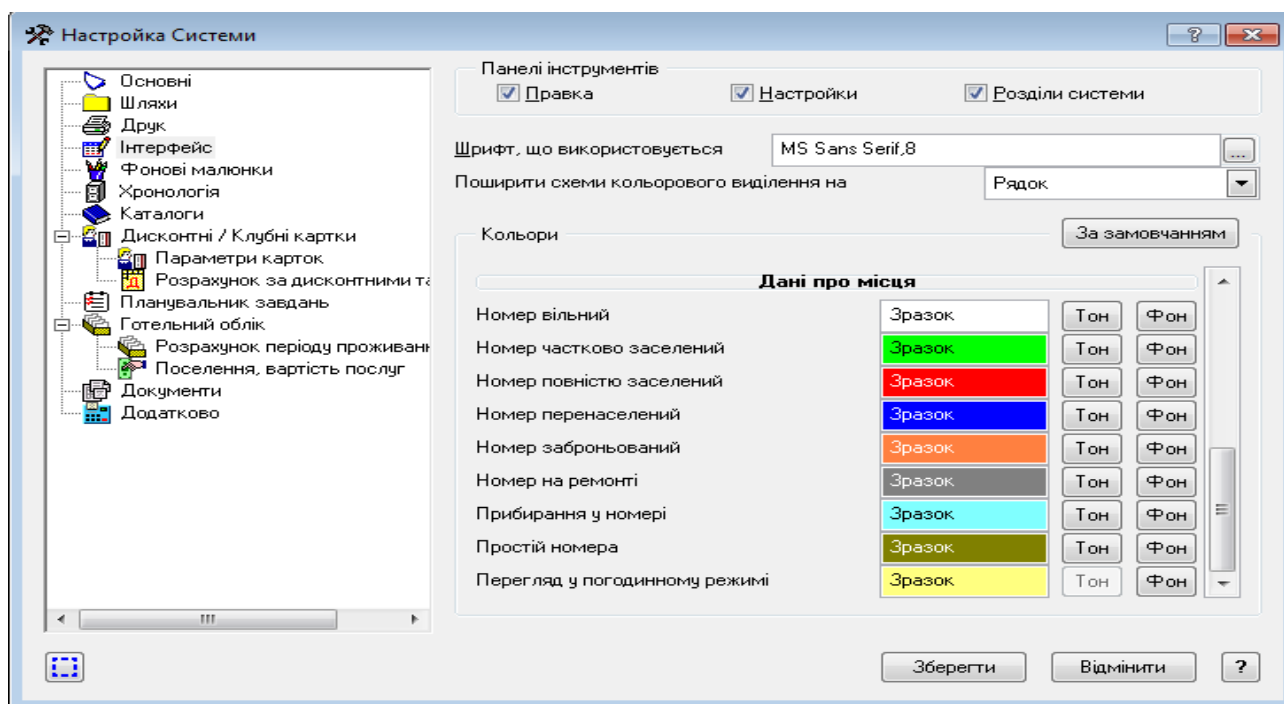 Настройка Системи
Основні
Шляхи
Друк
Інтерфейс
Фонові малюнки
Хронологія
Каталоги
Дисконтні / Клубні картки
Параметри карток
Розрахунок за дисконтними та
Планувальник завдань
Готельний облік
Розрахунок періоду проживанн
Поселення, вартість послуг
Документи
Додатково
Панелі інструментів
Правка Настройки Розділи системи
Шрифт, що використовується MS Sans Serif,8 ...
Поширити схеми кольорового виділення на Рядок
Кольори За замовчанням
Дані про місця
Номер вільний Зразок Тон Фон
Номер частково заселений Зразок Тон Фон
Номер повністю заселений Зразок Тон Фон
Номер перенаселений Зразок Тон Фон
Номер заброньований Зразок Тон Фон
Номер на ремонті Зразок Тон Фон
Прибирання у номері Зразок Тон Фон
Простій номера Зразок Тон Фон
Перегляд у погодинному режимі Зразок Тон Фон
Зберегти Відмінити ?